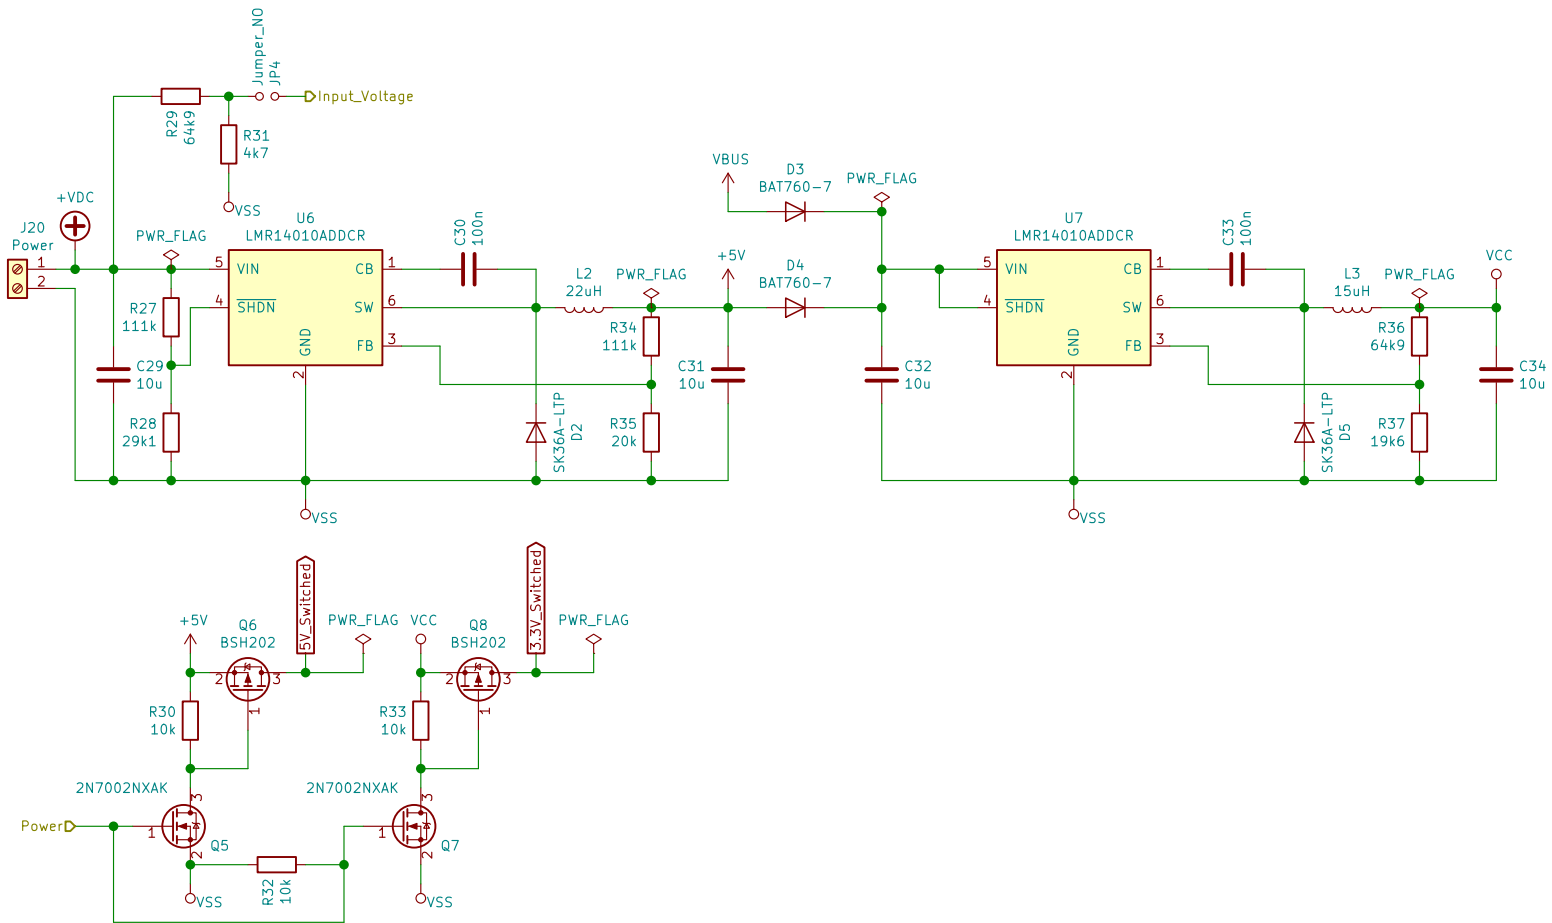 Jumper_NO
JP4
Input_Voltage
R29
64k9
R31
4k7
VSS
+VDC
J20
Power
1
2
PWR_FLAG
R27
111k
C29
10u
R28
29k1
U6
LMR14010ADDCR
5
VIN
4
SHDN
GND
2
CB
1
SW
6
FB
3
VSS
C30
100n
L2
22uH
PWR_FLAG
R34
111k
R35
20k
SK36A-LTP
D2
+5V
C31
10u
VBUS
D3
BAT760-7
D4
BAT760-7
PWR_FLAG
C32
10u
U7
LMR14010ADDCR
5
VIN
4
SHDN
GND
2
CB
1
SW
6
FB
3
VSS
C33
100n
L3
15uH
PWR_FLAG
R36
64k9
R37
19k6
SK36A-LTP
D5
VCC
C34
10u
+5V
Q6
BSH202
2
3
1
5V_Switched
PWR_FLAG
R30
10k
2N7002NXAK
3
1
2
Q5
Power
VSS
R32
10k
VCC
Q8
BSH202
2
3
1
3.3V_Switched
PWR_FLAG
R33
10k
2N7002NXAK
3
1
2
Q7
VSS